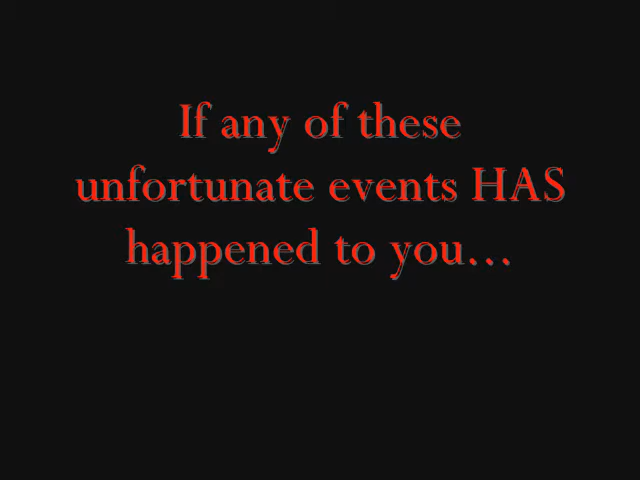 If any of these
unfortunate events HAS
happened to you...